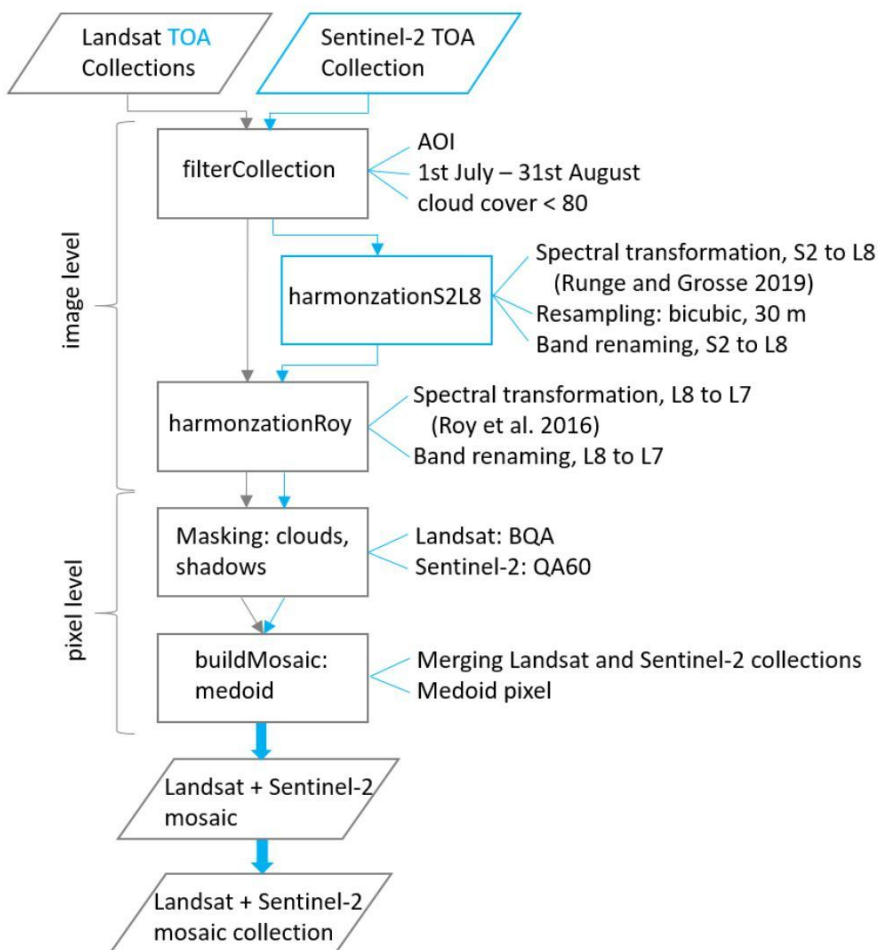 Landsat TOA
Collections
Sentinel-2 TOA
Collection
filterCollection
AOI
1st July – 31st August
cloud cover < 80
image level
harmonzationS2L8
Spectral transformation, S2 to L8
(Runge and Grosse 2019)
Resampling: bicubic, 30 m
Band renaming, S2 to L8
harmonzationRoy
Spectral transformation, L8 to L7
(Roy et al. 2016)
Band renaming, L8 to L7
pixel level
Masking: clouds,
shadows
Landsat: BQA
Sentinel-2: QA60
buildMosaic:
medoid
Merging Landsat and Sentinel-2 collections
Medoid pixel
Landsat + Sentinel-2
mosaic
Landsat + Sentinel-2
mosaic collection